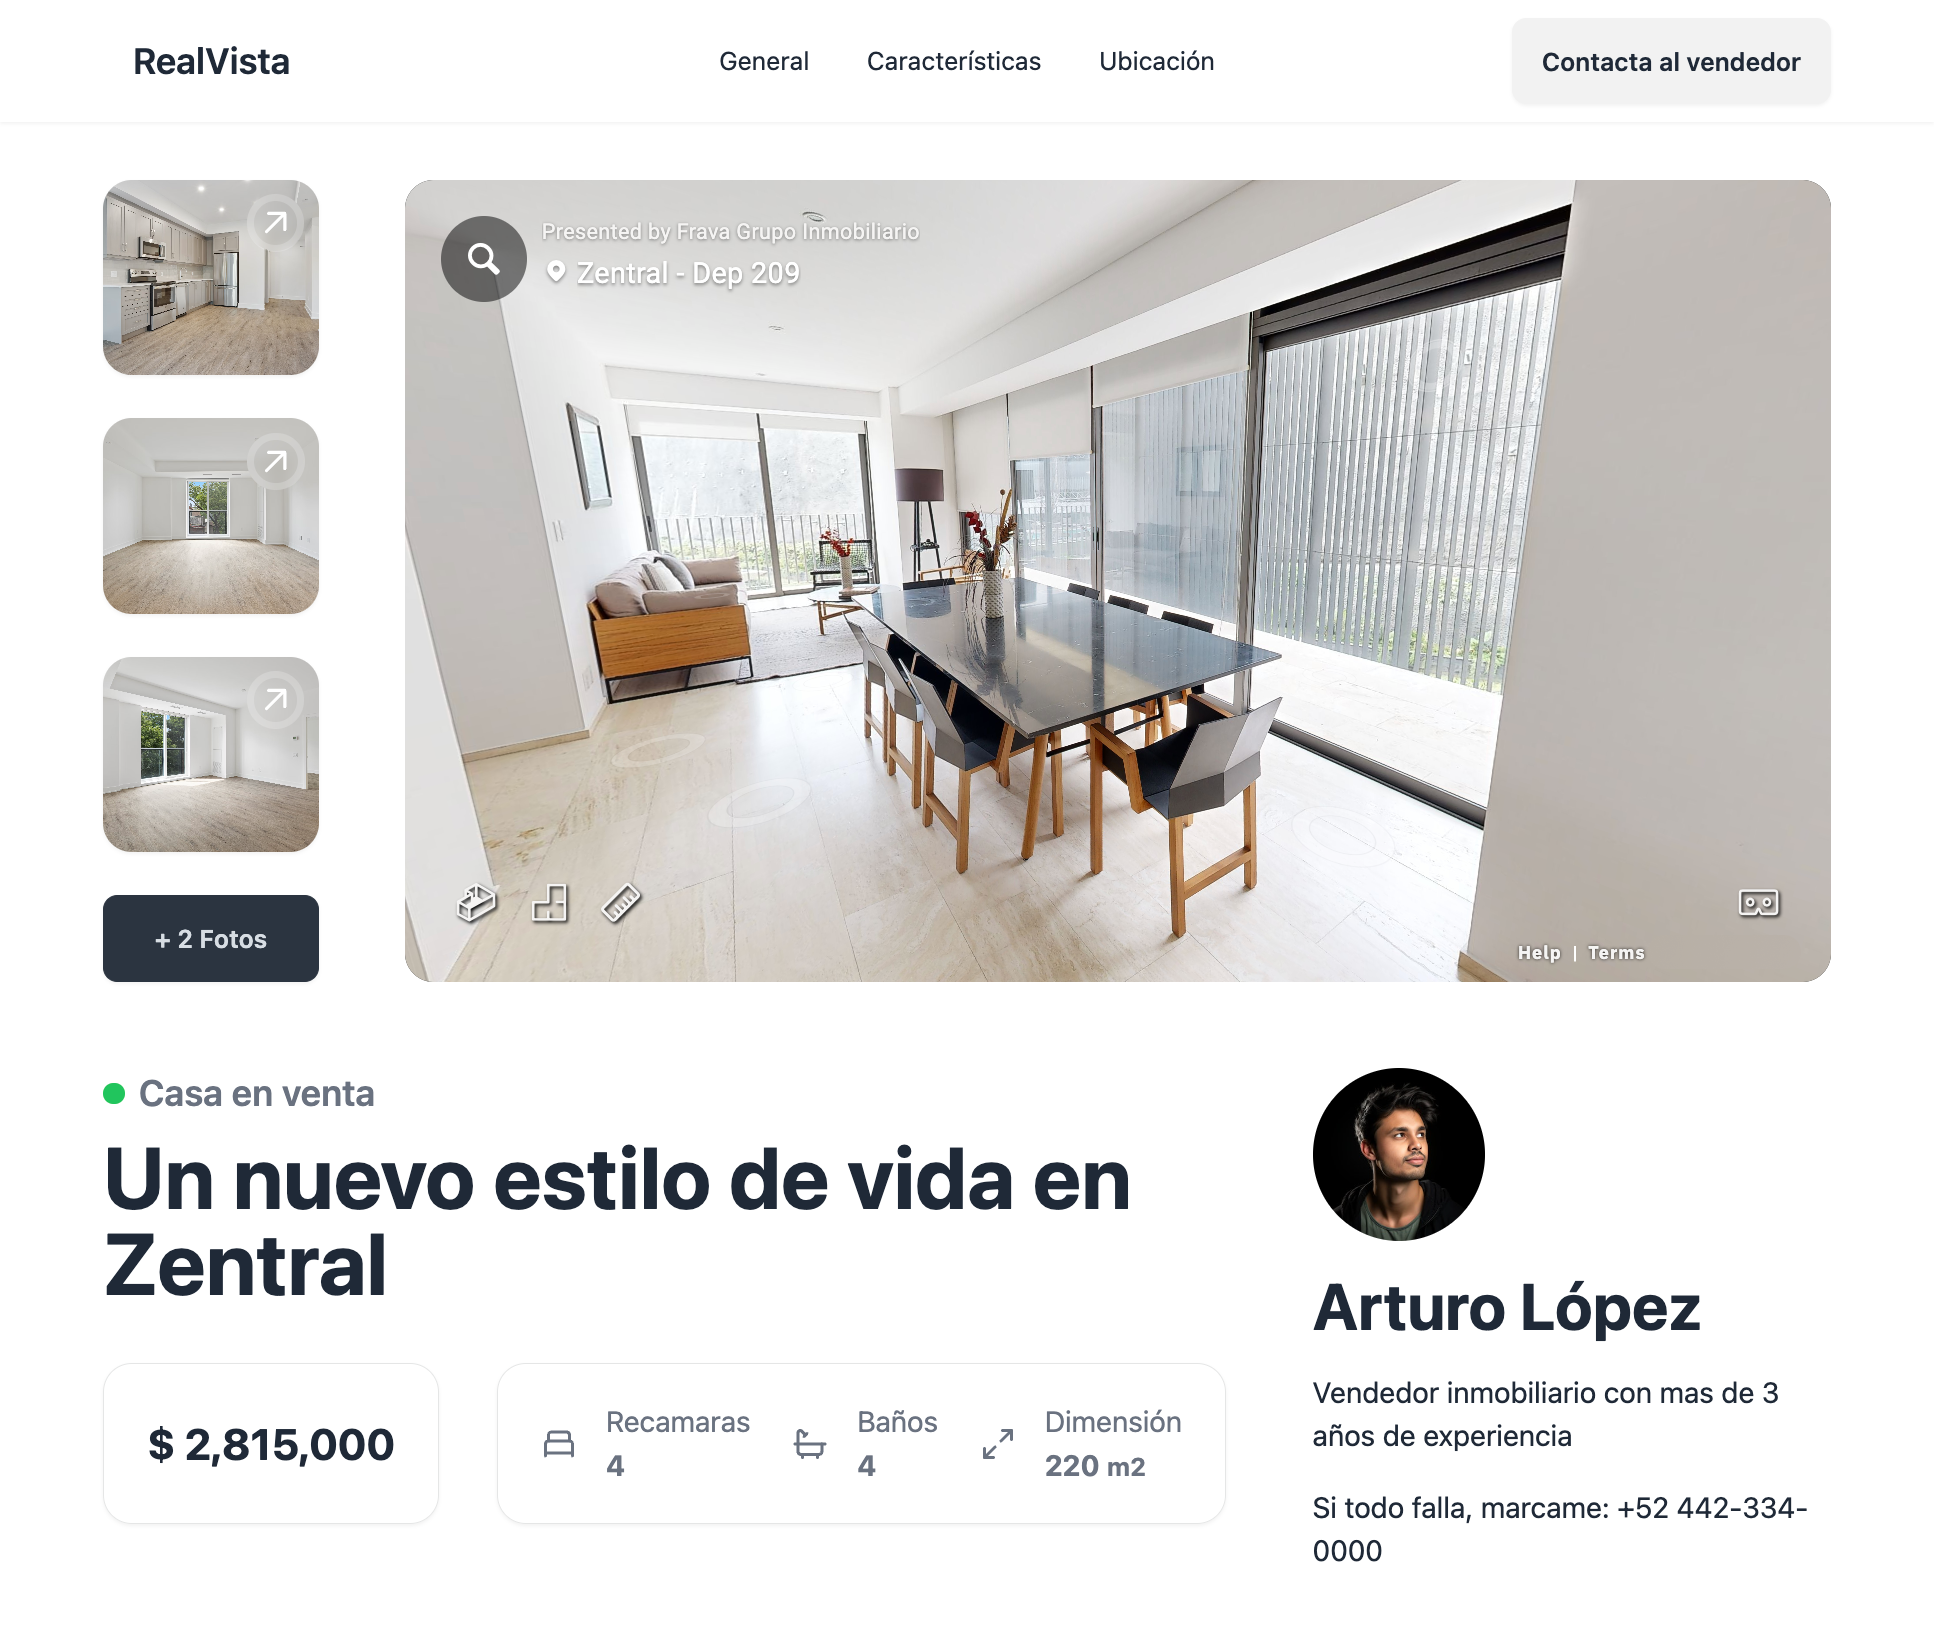 RealVista
General
Características
Ubicación
Contacta al vendedor
Presented by Frava Grupo Inmobiliario
Zentral - Dep 209
+ 2 Fotos
Help | Terms
Casa en venta
Un nuevo estilo de vida en
Zentral
$ 2,815,000
Recamaras
4
Baños
4
Dimensión
220 m2
Arturo López
Vendedor inmobiliario con mas de 3
años de experiencia
Si todo falla, marcame: +52 442-334-
0000